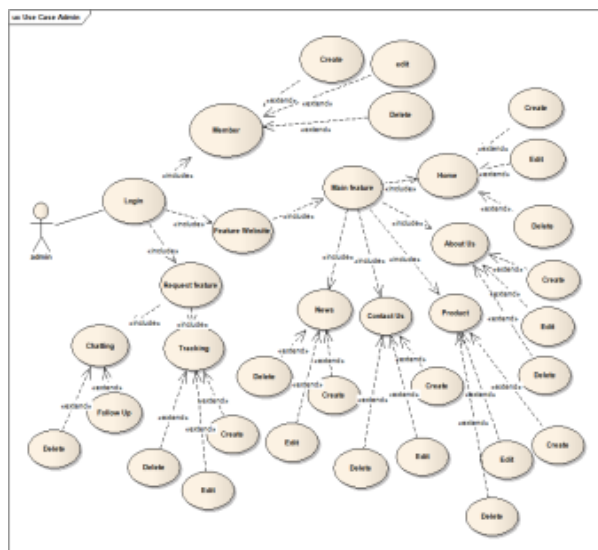 uc Use Case Admin
Create
edit
«extend»
«extend»
Delete
«extend»
Member
Create
«extend»
Edit
«extend»
Home
«include»
Main feature
«include»
Login
«include»
«include»
Feature Website
«include»
admin
«extend»
Delete
«include»
About Us
«include»
Request feature
«include»
«include»
«include»
«include»
«extend»
Create
«extend»
Edit
«extend»
Delete
News
Contact Us
Product
Chatting
Tracking
«extend»
Delete
«extend»
«extend»
Create
«extend»
Create
«extend»
Follow Up
«extend»
Delete
«extend»
Create
«extend»
Delete
«extend»
Edit
Edit
«extend»
Delete
«extend»
Edit
«extend»
Create
«extend»
Edit
«extend»
Delete